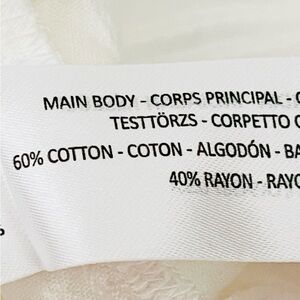 MAIN BODY - CORPS PRINCIPAL -
TESTTÖRZS - CORPETTO
60% COTTON - COTON - ALGODÓN -
40% RAYON -